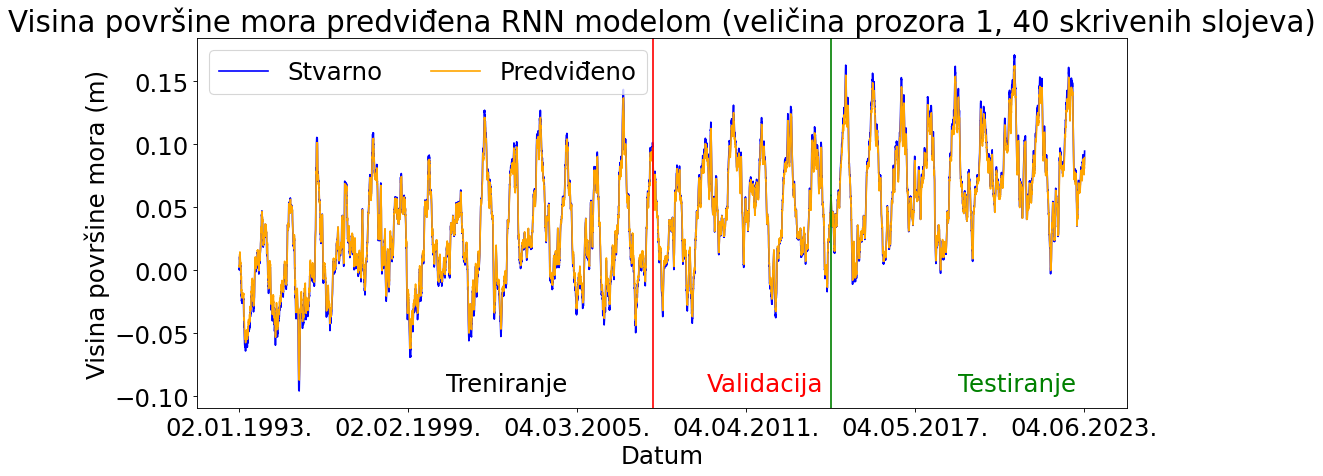 Visina površine mora predviđena RNN modelom (veličina prozora 1, 40 skrivenih slojeva)
Stvarno
Predviđeno
Visina površine mora (m)
0.15
0.10
0.05
0.00
−0.05
−0.10
Treniranje
Validacija
Testiranje
02.01.1993.
02.02.1999.
04.03.2005.
04.04.2011.
04.05.2017.
04.06.2023.
Datum